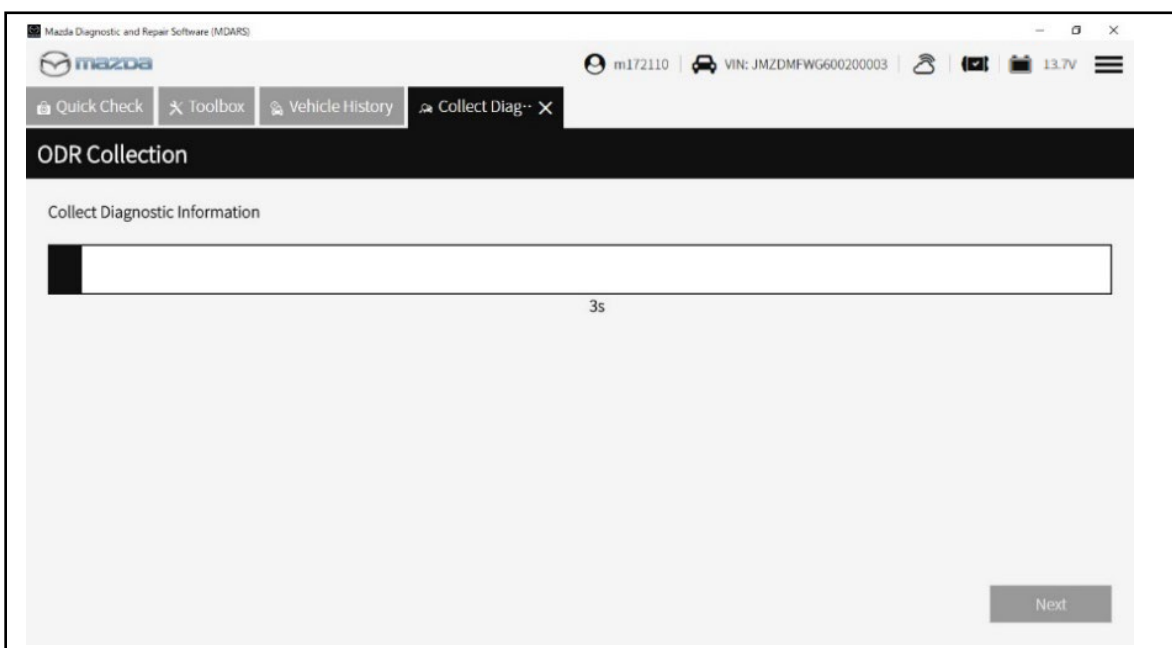 Mazda Diagnostic and Repair Software (MDARS)
mazda
m172110 VIN: JMZDMFWG600200003 13.7V
Quick Check Toolbox Vehicle History Collect Diag··
ODR Collection
Collect Diagnostic Information
3s
Next